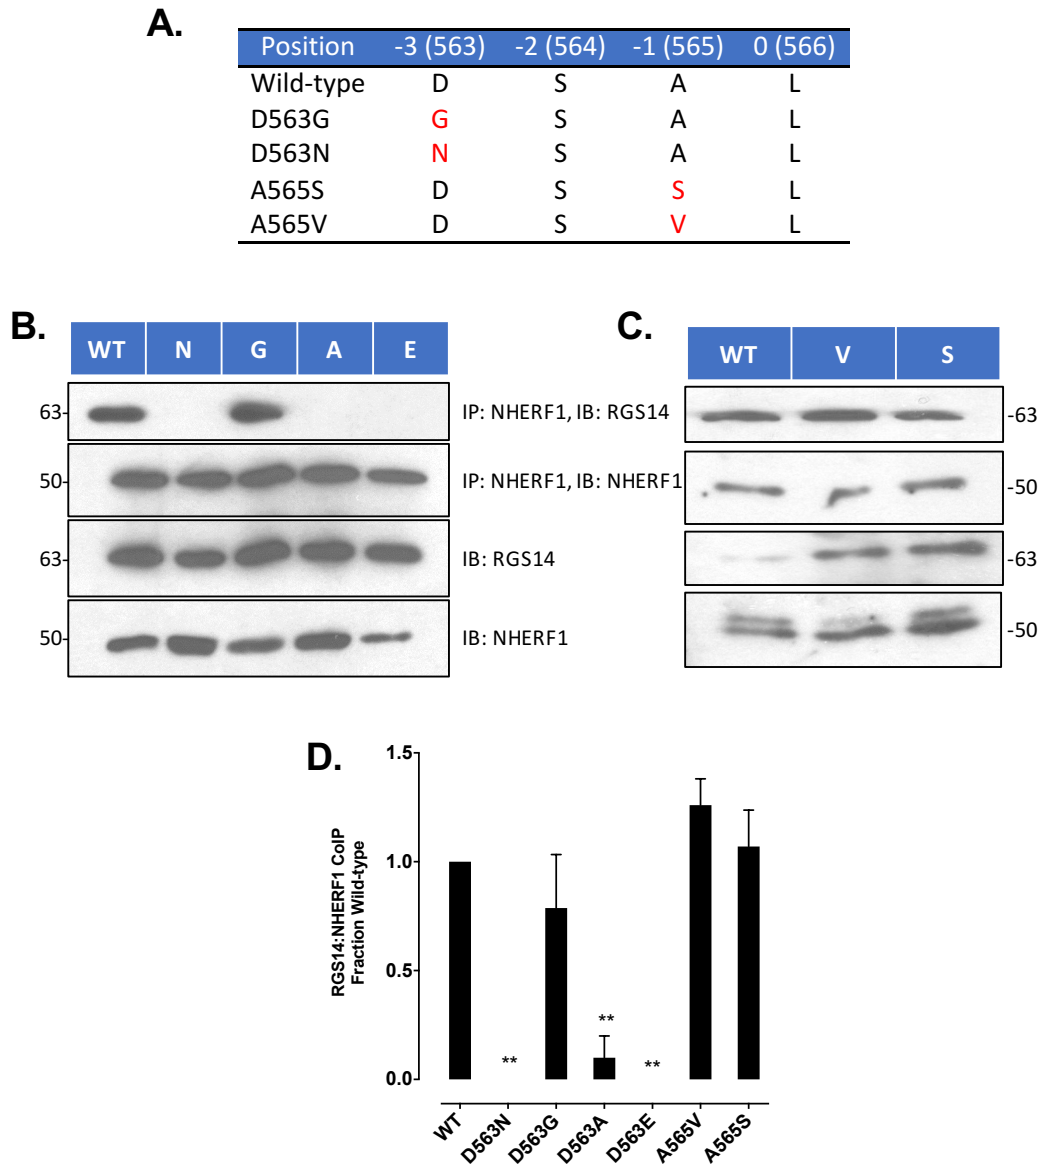 A.
Position -3 (563) -2 (564) -1 (565) 0 (566)
Wild-type D S A L
D563G G S A L
D563N N S A L
A565S D S S L
A565V D S V L
B.
WT N G A E
63- IP: NHERF1, IB: RGS14
50- IP: NHERF1, IB: NHERF1
63- IB: RGS14
50- IB: NHERF1
C.
WT V S
-63
-50
-63
-50
D.
RGS14:NHERF1 CoIP
Fraction Wild-type
1.5
1.0
0.5
0.0
** ** **
WT D563N D563G D563A D563E A565V A565S